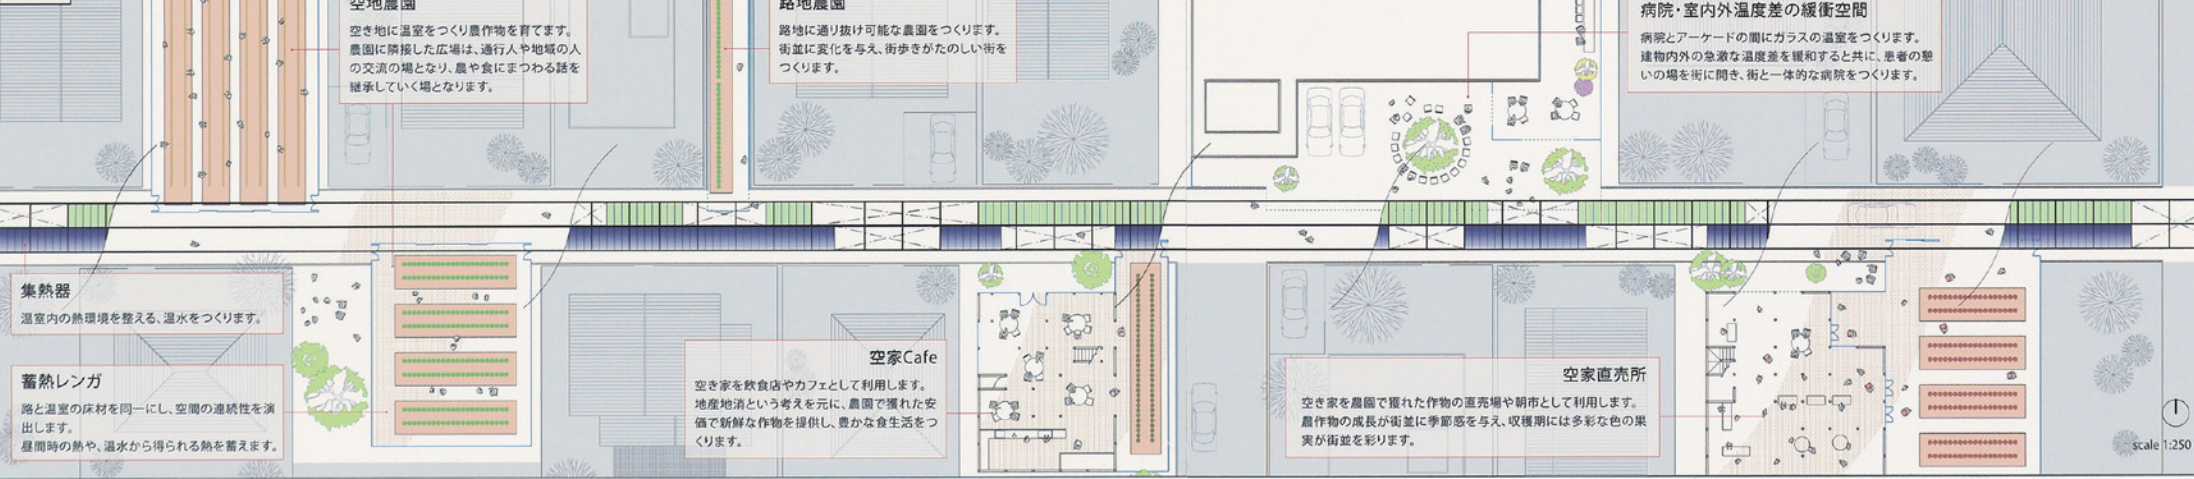 空地農園
空き地に温室をつくり農作物を育てます。
農園に隣接した広場は、通行人や地域の人
の交流の場となり、農や食にまつわる話を
継承していく場となります。
路地農園
路地に通り抜け可能な農園をつくります。
街並に変化を与え、街歩きがたのしい街を
つくります。
病院・室内外温度差の緩衝空間
病院とアーケードの間にガラスの温室をつくります。
建物内外の急激な温度差を緩和すると共に、患者の憩
いの場を街に開き、街と一体的な病院をつくります。
集熱器
温室内の熱環境を整える、温水をつくります。
蓄熱レンガ
路と温室の床材を同一にし、空間の連続性を演
出します。
昼間時の熱や、温水から得られる熱を蓄えます。
空家Cafe
空き家を飲食店やカフェとして利用します。
地産地消という考えを元に、農園で獲れた安
価で新鮮な作物を提供し、豊かな食生活をつ
くります。
空家直売所
空き家を農園で獲れた作物の直売場や朝市として利用します。
農作物の成長が街並に季節感を与え、収穫期には多彩な色の果
実が街並を彩ります。
scale 1:250